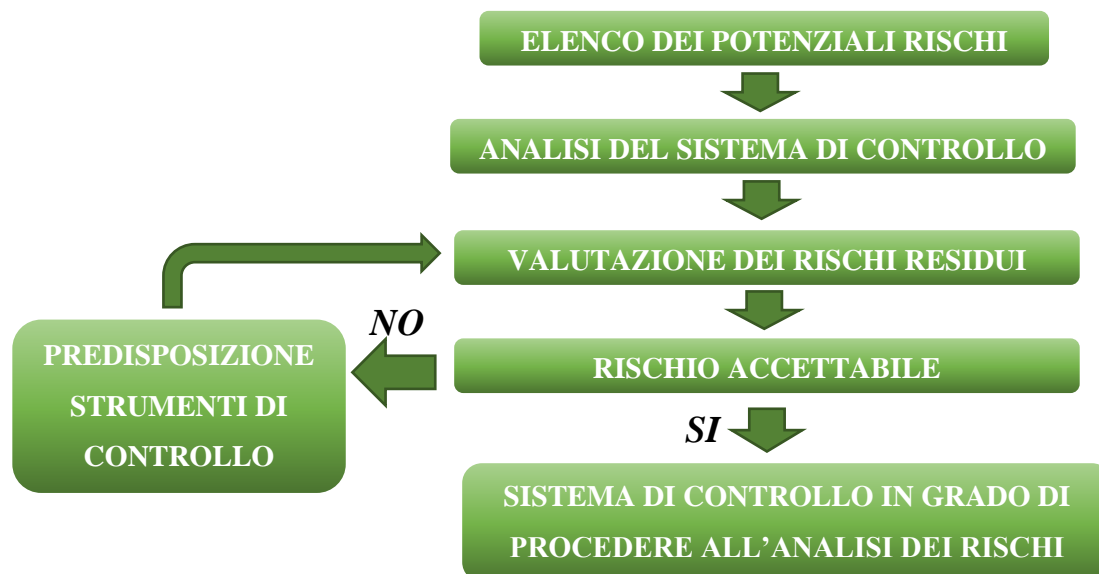 ELENCO DEI POTENZIALI RISCHI
ANALISI DEL SISTEMA DI CONTROLLO
VALUTAZIONE DEI RISCHI RESIDUI
NO
PREDISPOSIZIONE
STRUMENTI DI
CONTROLLO
RISCHIO ACCETTABILE
SI
SISTEMA DI CONTROLLO IN GRADO DI
PROCEDERE ALL’ANALISI DEI RISCHI